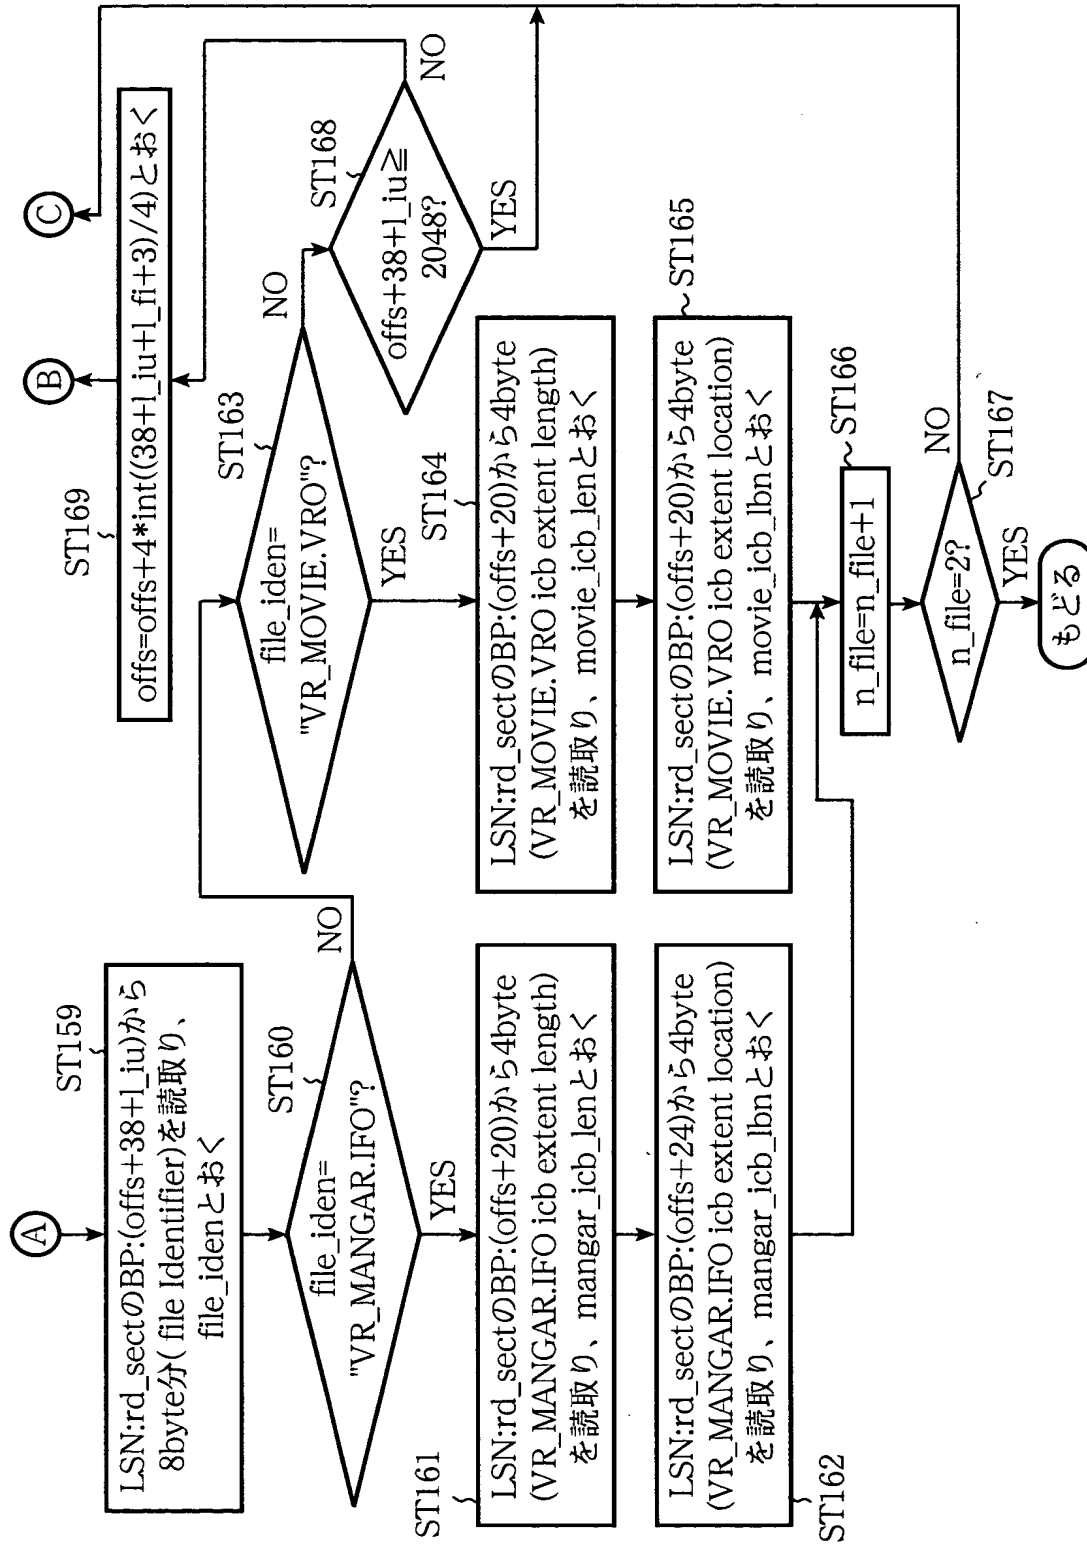 A
ST159
LSN:rd_sectのBP:(offs+38+l_iu)から
8byte分(file Identifier)を読取り、
file_idenとおく
ST160
file_iden=
"VR_MANGAR.IFO"?
NO
YES
ST161
LSN:rd_sectのBP:(offs+20)から4byte
(VR_MANGAR.IFO icb extent length)
を読取り、mangar_icb_lenとおく
LSN:rd_sectのBP:(offs+24)から4byte
(VR_MANGAR.IFO icb extent location)
を読取り、mangar_icb_lbnとおく
ST162
B
C
ST169
offs=offs+4*int((38+l_iu+l_fi+3)/4)とおく
ST163
file_iden=
"VR_MOVIE.VRO"?
NO
YES
ST168
offs+38+l_iu≧
2048?
NO
YES
ST164
LSN:rd_sectのBP:(offs+20)から4byte
(VR_MOVIE.VRO icb extent length)
を読取り、movie_icb_lenとおく
ST165
LSN:rd_sectのBP:(offs+20)から4byte
(VR_MOVIE.VRO icb extent location)
を読取り、movie_icb_lbnとおく
ST166
n_file=n_file+1
ST167
n_file=2?
NO
YES
もどる